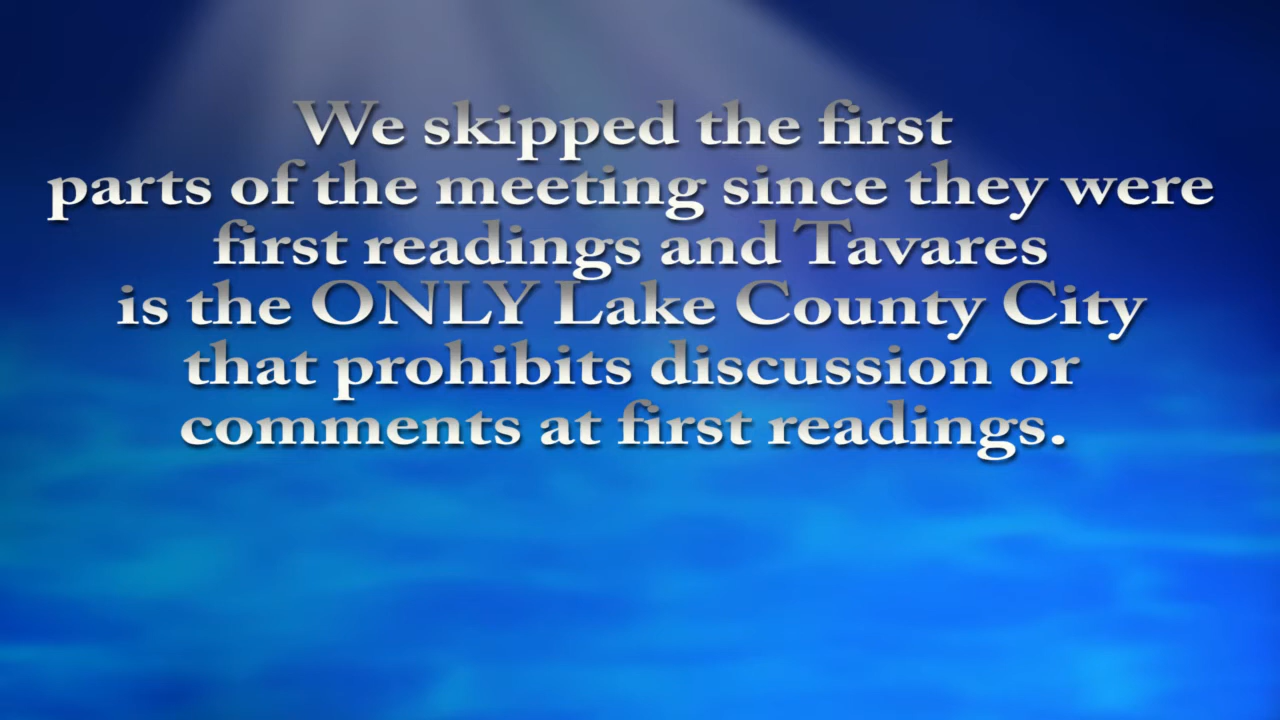 We skipped the first
parts of the meeting since they were
first readings and Tavares
is the ONLY Lake County City
that prohibits discussion or
comments at first readings.